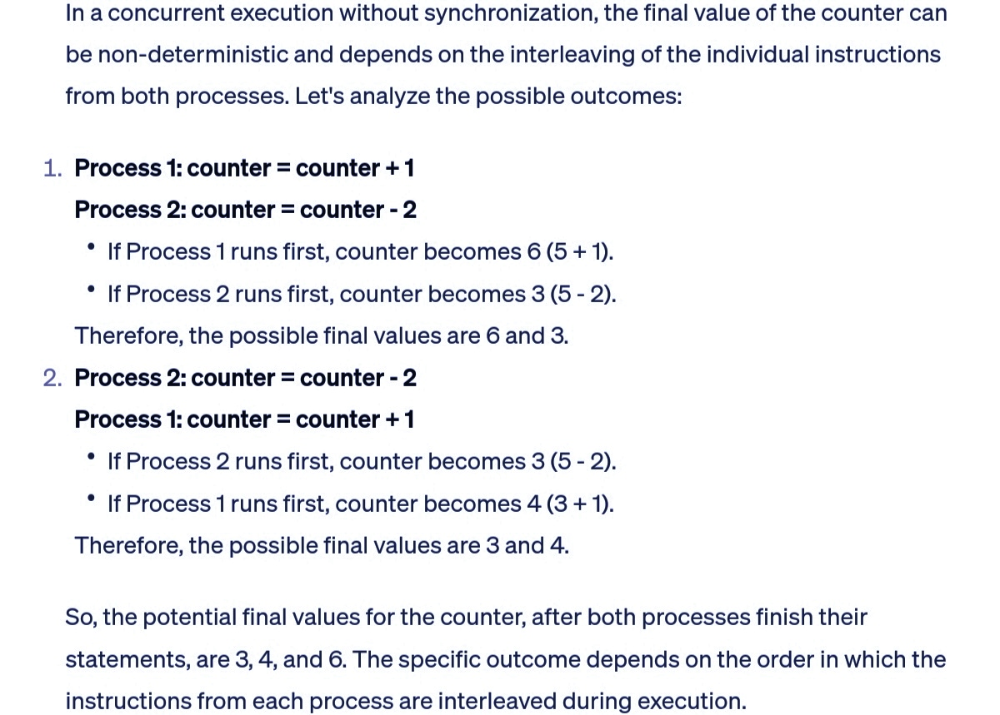 In a concurrent execution without synchronization, the final value of the counter can
be non-deterministic and depends on the interleaving of the individual instructions
from both processes. Let's analyze the possible outcomes:
1. Process 1: counter = counter + 1
Process 2: counter = counter - 2
• If Process 1 runs first, counter becomes 6 (5 + 1).
• If Process 2 runs first, counter becomes 3 (5 - 2).
Therefore, the possible final values are 6 and 3.
2. Process 2: counter = counter - 2
Process 1: counter = counter + 1
• If Process 2 runs first, counter becomes 3 (5 - 2).
• If Process 1 runs first, counter becomes 4 (3 + 1).
Therefore, the possible final values are 3 and 4.
So, the potential final values for the counter, after both processes finish their
statements, are 3, 4, and 6. The specific outcome depends on the order in which the
instructions from each process are interleaved during execution.